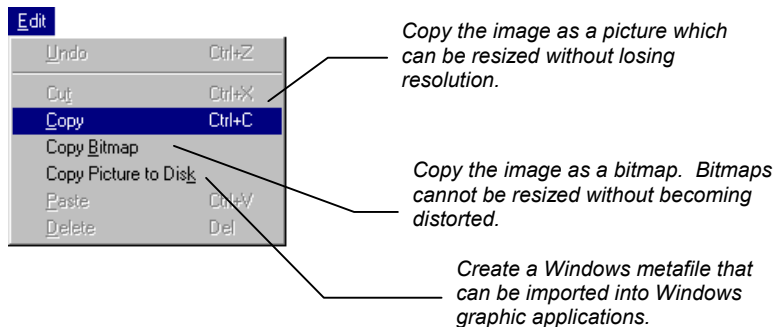 Edit
Undo Ctrl+Z
Cut Ctrl+X
Copy Ctrl+C
Copy Bitmap
Copy Picture to Disk
Paste Ctrl+V
Delete Del
Copy the image as a picture which
can be resized without losing
resolution.
Copy the image as a bitmap. Bitmaps
cannot be resized without becoming
distorted.
Create a Windows metafile that
can be imported into Windows
graphic applications.